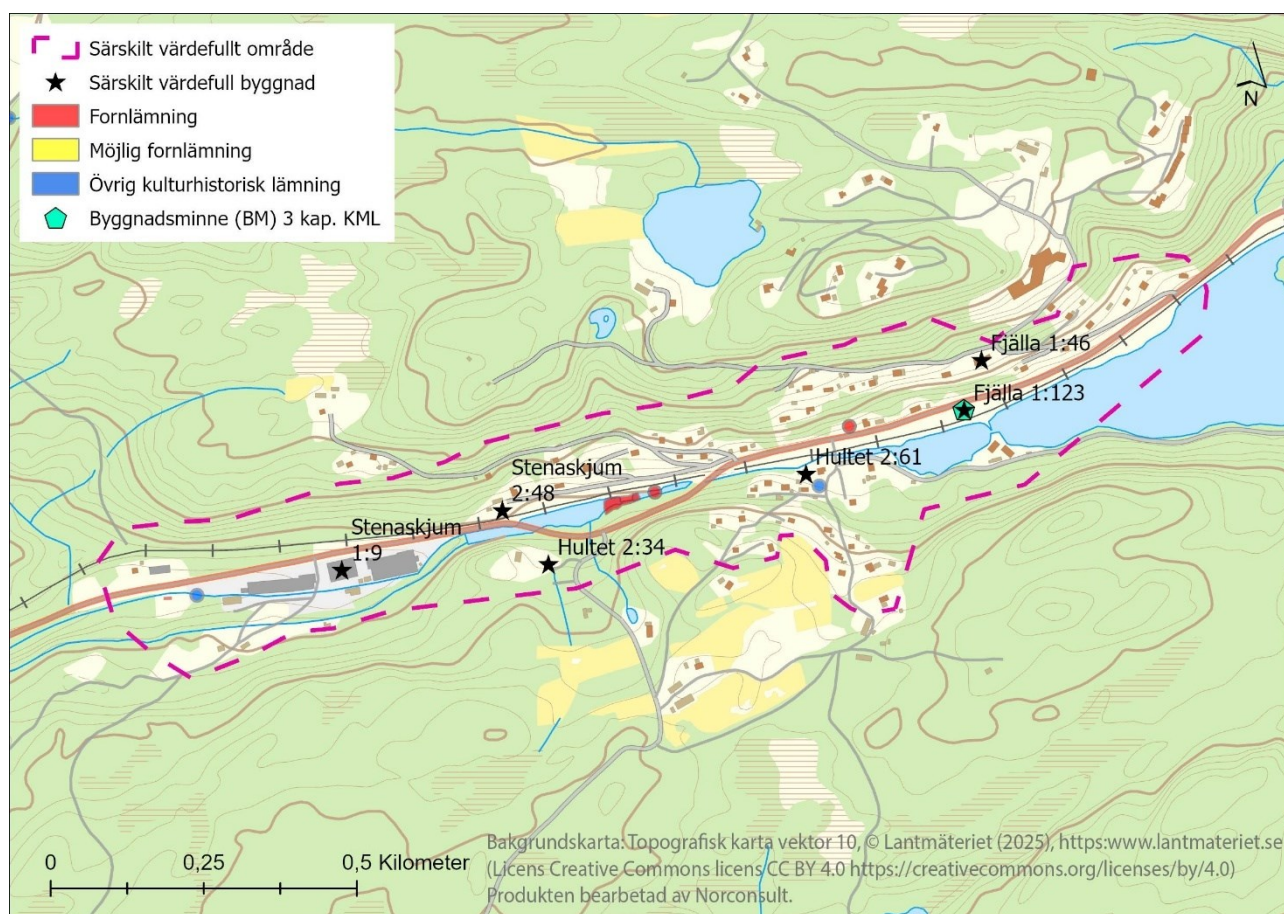 Särskilt värdefullt område
Särskilt värdefull byggnad
Fornlämning
Möjlig fornlämning
Övrig kulturhistorisk lämning
Byggnadsminne (BM) 3 kap. KML
N
Fjälla 1:46
Fjälla 1:123
Hultet 2:61
Stenaskjum
2:48
Stenaskjum
1:9
Hultet 2:34
0 0,25 0,5 Kilometer
Bakgrundskarta: Topografisk karta vektor 10, © Lantmäteriet (2025), https:www.lantmateriet.se
(Licens Creative Commons licens CC BY 4.0 https://creativecommons.org/licenses/by/4.0)
Produkten bearbetad av Norconsult.